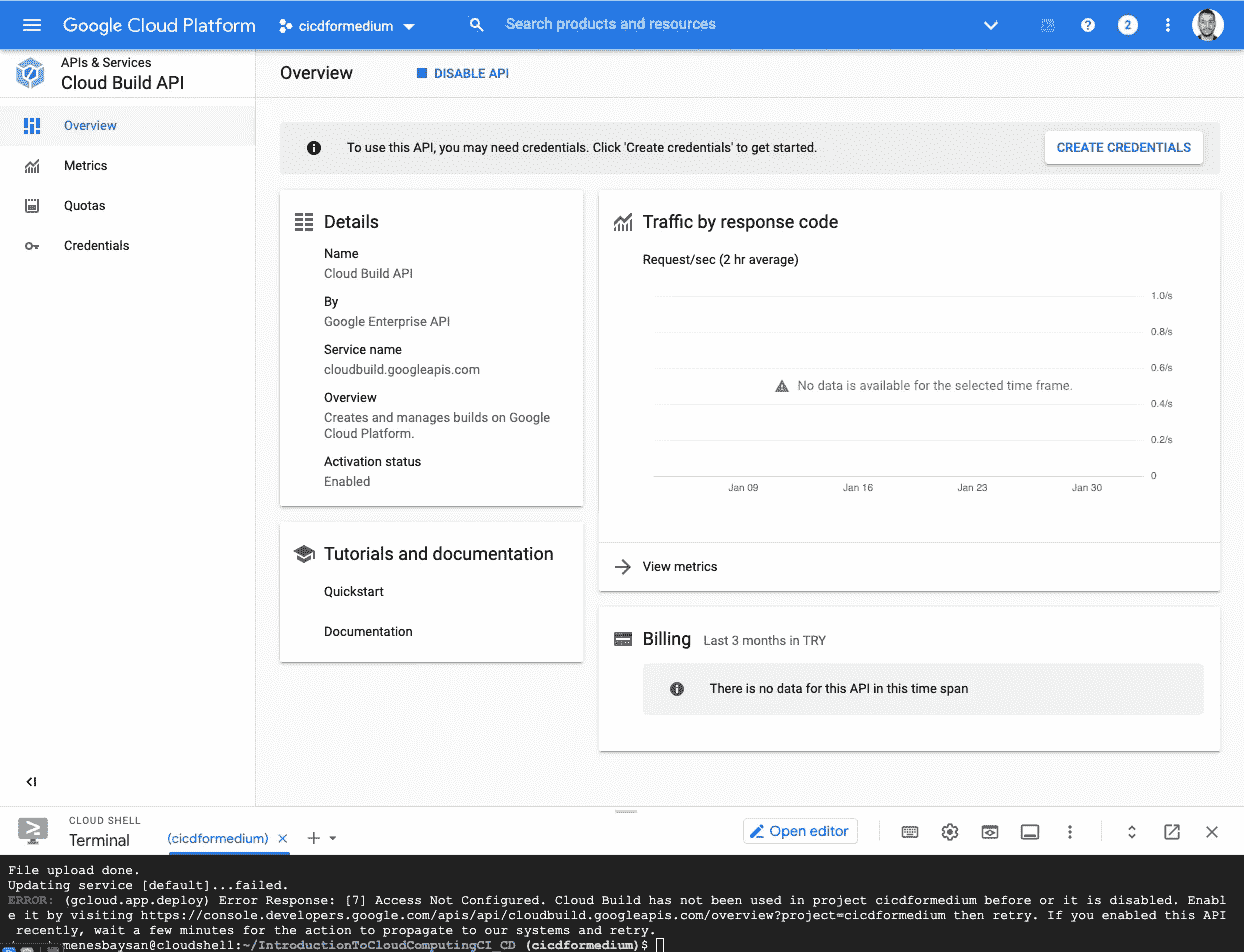 Google Cloud Platform
cicdformedium
Search products and resources
2
APIs & Services
Cloud Build API
Overview
DISABLE API
Overview
Metrics
Quotas
Credentials
To use this API, you may need credentials. Click 'Create credentials' to get started.
CREATE CREDENTIALS
Details
Name
Cloud Build API
By
Google Enterprise API
Service name
cloudbuild.googleapis.com
Overview
Creates and manages builds on Google
Cloud Platform.
Activation status
Enabled
Tutorials and documentation
Quickstart
Documentation
Traffic by response code
Request/sec (2 hr average)
1.0/s
0.8/s
0.6/s
No data is available for the selected time frame.
0.4/s
0.2/s
0
Jan 09 Jan 16 Jan 23 Jan 30
View metrics
Billing Last 3 months in TRY
There is no data for this API in this time span
CLOUD SHELL
Terminal
(cicdformedium)
Open editor
File upload done.
Updating service [default]...failed.
ERROR: (gcloud.app.deploy) Error Response: [7] Access Not Configured. Cloud Build has not been used in project cicdformedium before or it is disabled. Enabl
e it by visiting https://console.developers.google.com/apis/api/cloudbuild.googleapis.com/overview?project=cicdformedium then retry. If you enabled this API
recently, wait a few minutes for the action to propagate to our systems and retry.
menesbaysan@cloudshell:~/IntroductionToCloudComputingCI_CD (cicdformedium)$